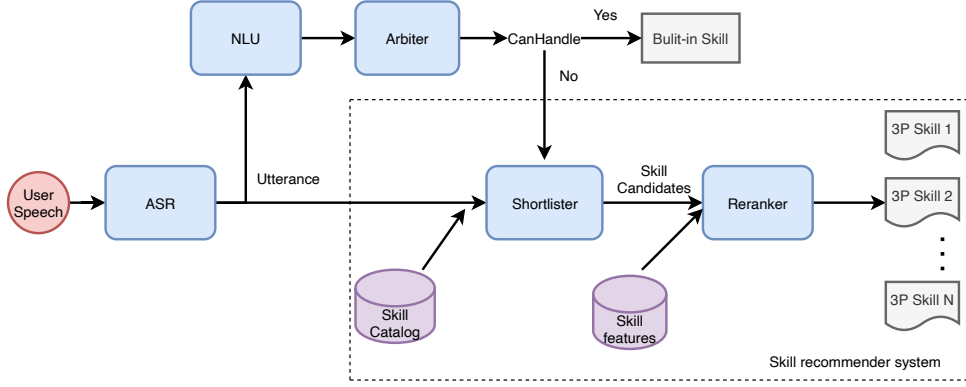 NLU
Arbiter
CanHandle
Yes
Bulit-in Skill
No
User
Speech
ASR
Utterance
Shortlister
Skill
Candidates
Reranker
3P Skill 1
3P Skill 2
3P Skill N
Skill
Catalog
Skill
features
Skill recommender system